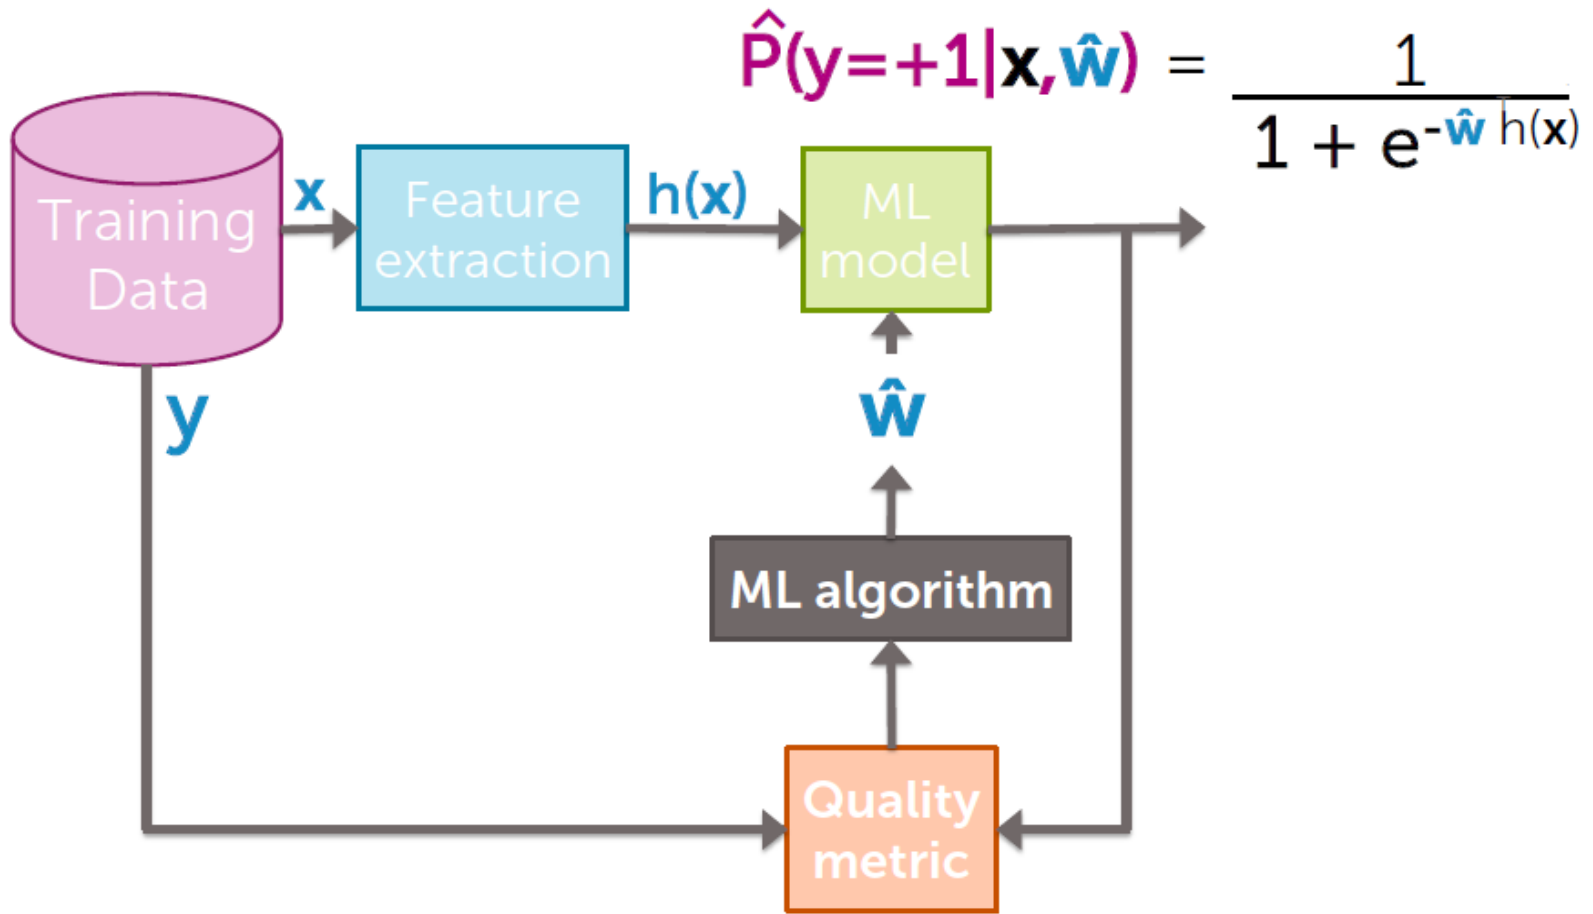 P̂(y=+1|x,ŵ) = 1 / (1 + e^-ŵ^T h(x))
Training
Data
x
Feature
extraction
h(x)
ML
model
y
ŵ
ML algorithm
Quality
metric